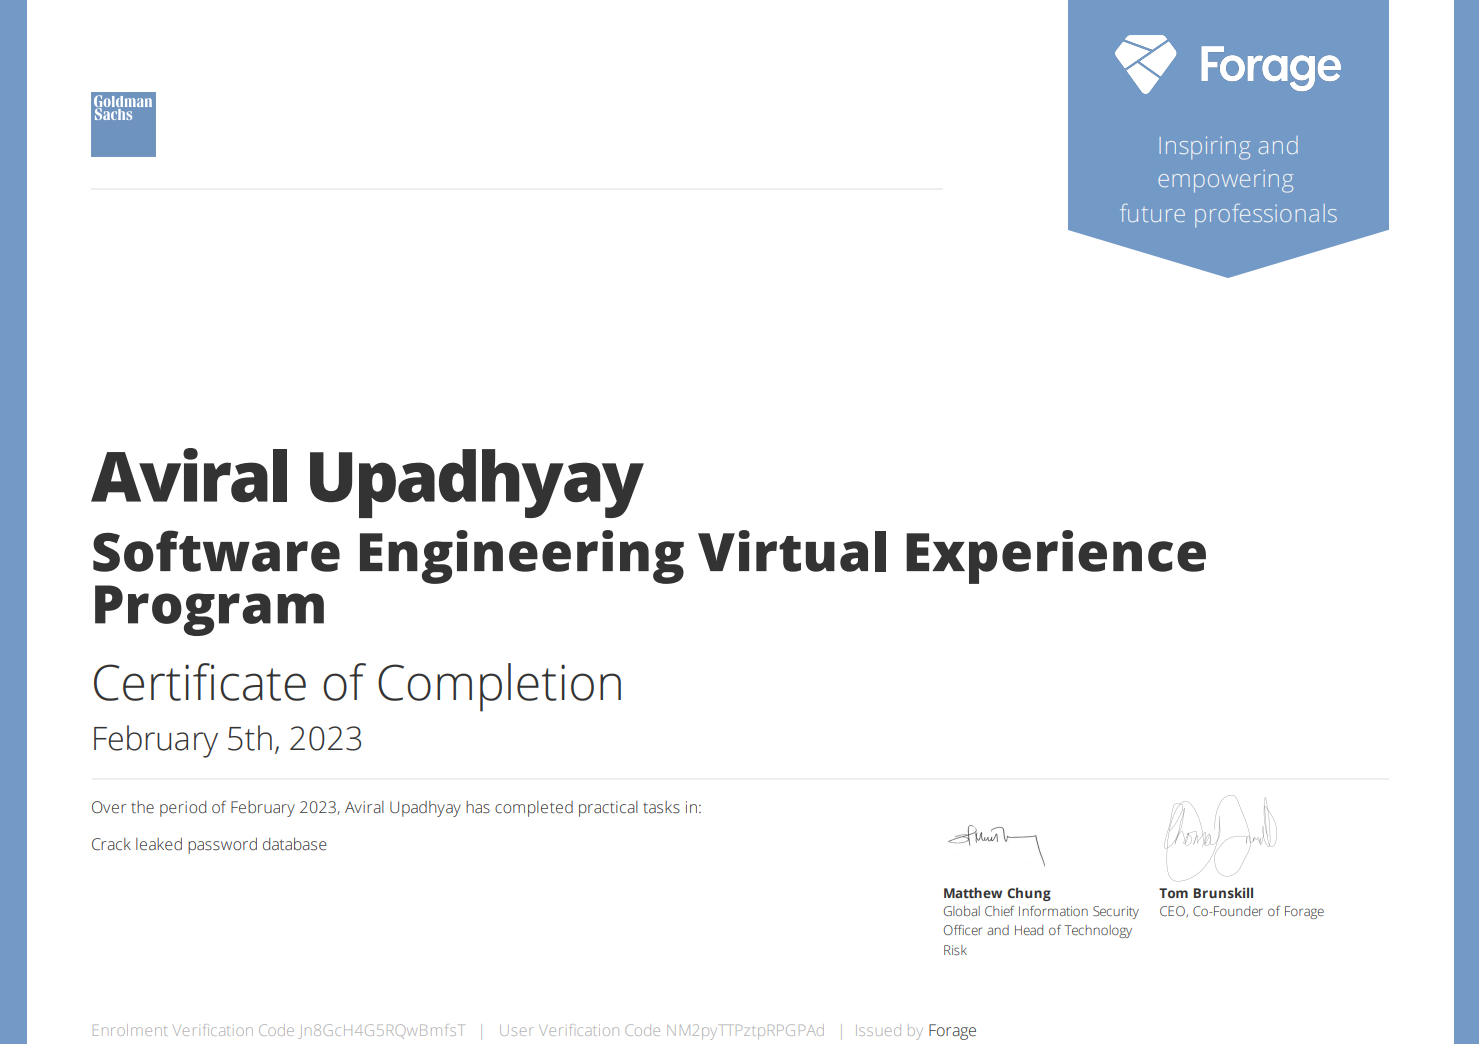 Goldman
Sachs
Forage
Inspiring and
empowering
future professionals
Aviral Upadhyay
Software Engineering Virtual Experience
Program
Certificate of Completion
February 5th, 2023
Over the period of February 2023, Aviral Upadhyay has completed practical tasks in:
Crack leaked password database
Matthew Chung
Global Chief Information Security
Officer and Head of Technology
Risk
Tom Brunskill
CEO, Co-Founder of Forage
Enrolment Verification Code Jn8GcH4G5RQwBmfsT | User Verification Code NM2pyTTPztpRPGPAd | Issued by Forage